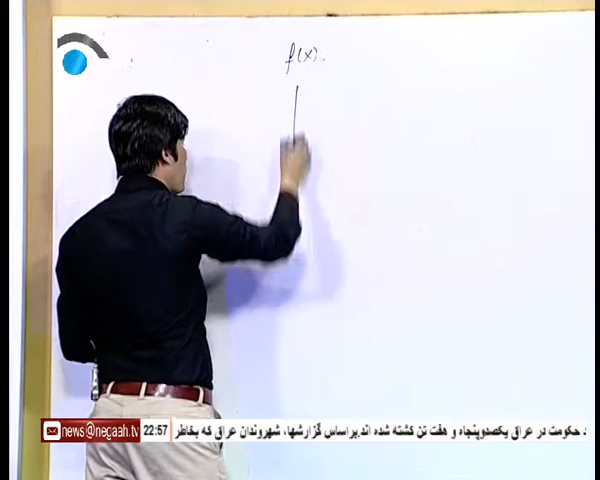 f(x)
news@negaah.tv 22:57 حکومت در عراق یکصدوپنجاه و هفت تن کشته شده اند.براساس گزارشها، شهروندان عراق که بخاطر